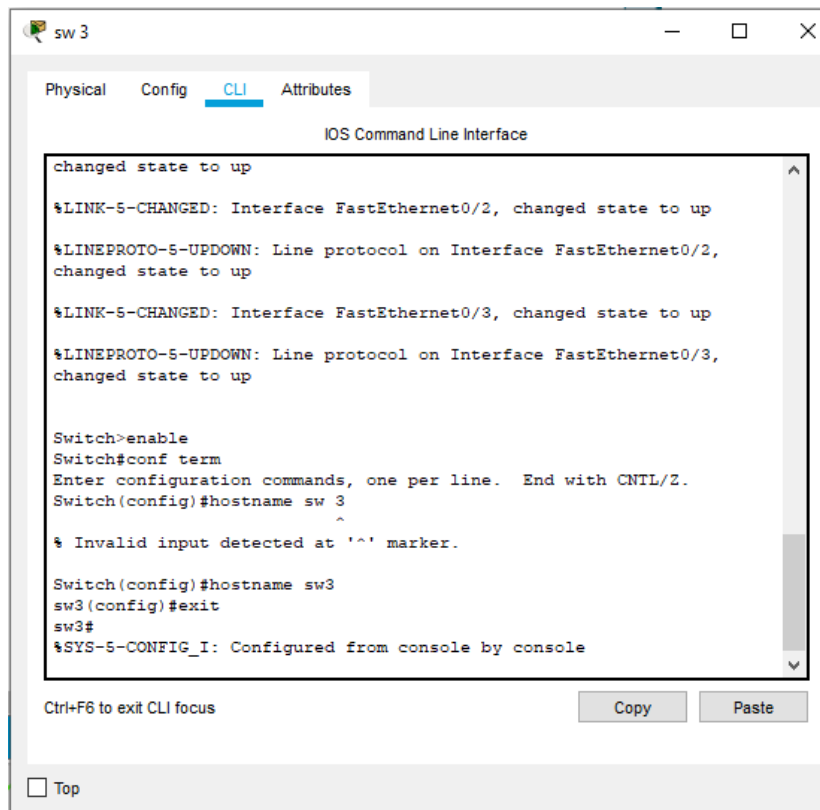 sw 3
Physical Config CLI Attributes
IOS Command Line Interface
changed state to up
%LINK-5-CHANGED: Interface FastEthernet0/2, changed state to up
%LINEPROTO-5-UPDOWN: Line protocol on Interface FastEthernet0/2,
changed state to up
%LINK-5-CHANGED: Interface FastEthernet0/3, changed state to up
%LINEPROTO-5-UPDOWN: Line protocol on Interface FastEthernet0/3,
changed state to up
Switch>enable
Switch#conf term
Enter configuration commands, one per line.  End with CNTL/Z.
Switch(config)#hostname sw 3
^
% Invalid input detected at '^' marker.
Switch(config)#hostname sw3
sw3(config)#exit
sw3#
%SYS-5-CONFIG_I: Configured from console by console
Ctrl+F6 to exit CLI focus
Copy Paste
Top